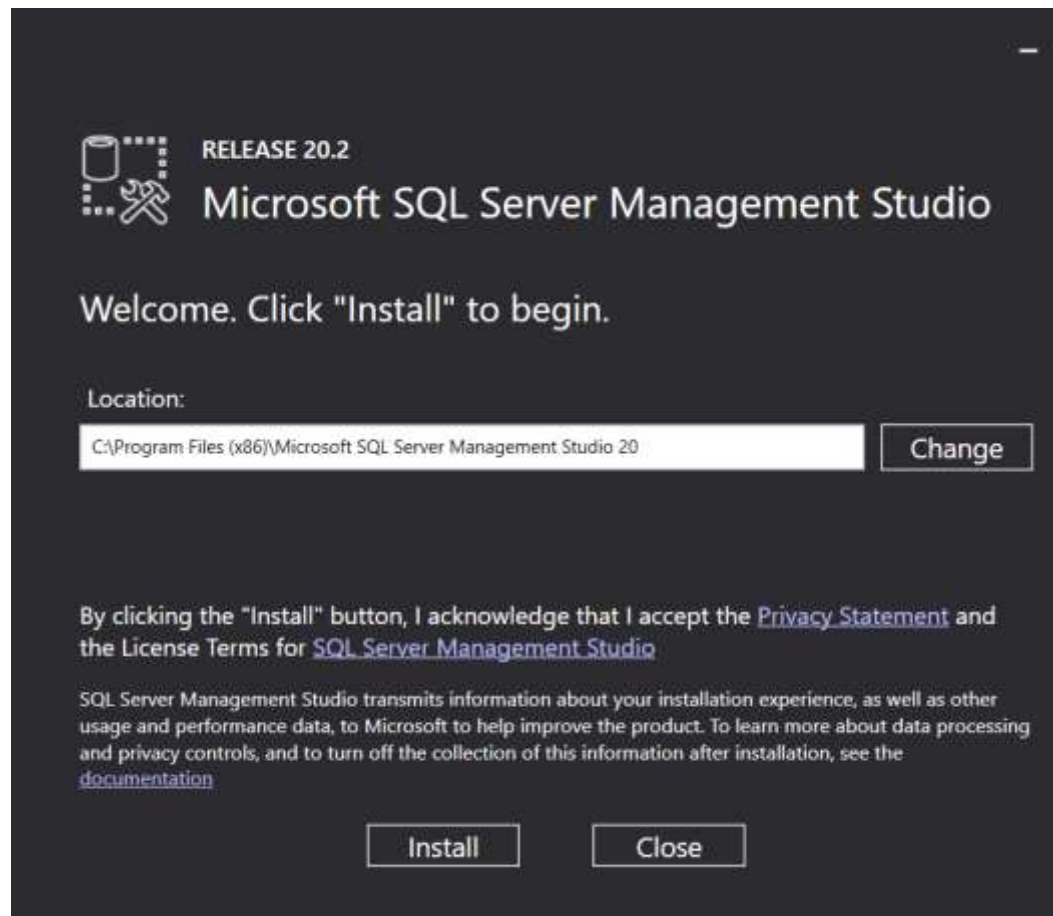 RELEASE 20.2
Microsoft SQL Server Management Studio
Welcome. Click "Install" to begin.
Location:
C:\Program Files (x86)\Microsoft SQL Server Management Studio 20
Change
By clicking the "Install" button, I acknowledge that I accept the Privacy Statement and
the License Terms for SQL Server Management Studio
SQL Server Management Studio transmits information about your installation experience, as well as other
usage and performance data, to Microsoft to help improve the product. To learn more about data processing
and privacy controls, and to turn off the collection of this information after installation, see the
documentation
Install
Close